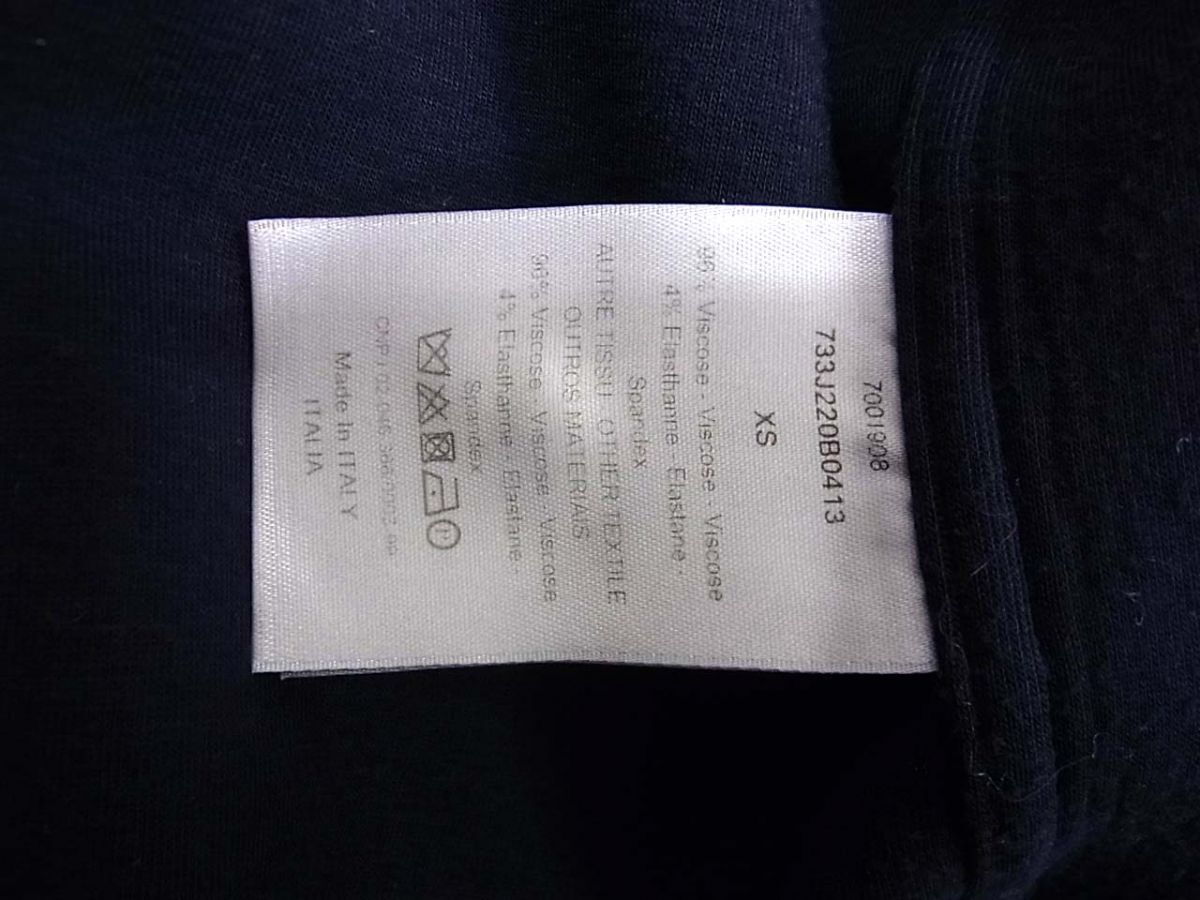 7001908
733J220B0413
XS
96% Viscose - Viscose - Viscose
4% Elasthanne - Elastane -
Spandex
AUTRE TISSU OTHER TEXTILE
OUTROS MATERIAIS
96% Viscose - Viscose - Viscose
4% Elasthanne - Elastane -
Spandex
P
CNPJ
Made In ITALY
ITALIA